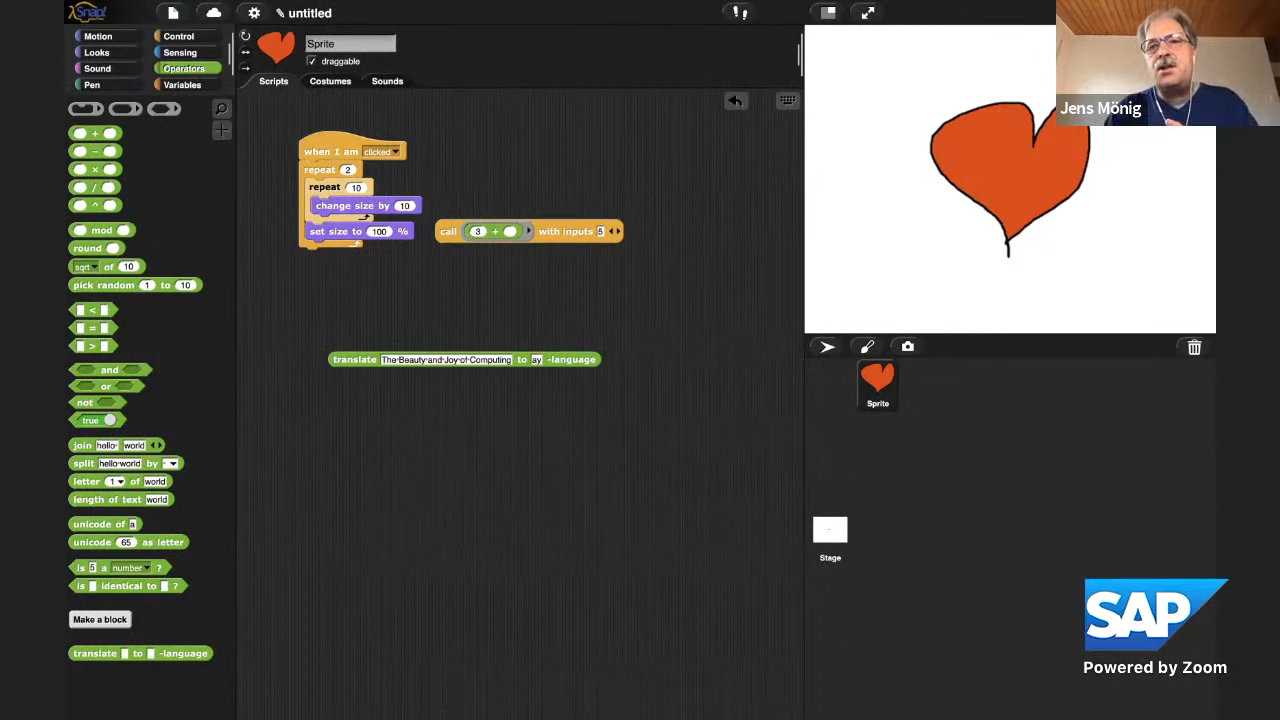 Snap!
untitled
Motion
Control
Looks
Sensing
Sound
Operators
Pen
Variables
Sprite
draggable
Scripts
Costumes
Sounds
+
−
×
/
^
mod
round
sqrt of 10
pick random 1 to 10
<
=
>
and
or
not
true
join hello world
split hello world by
letter 1 of world
length of text world
unicode of a
unicode 65 as letter
is 5 a number ?
is identical to ?
Make a block
translate to -language
when I am clicked
repeat 2
repeat 10
change size by 10
set size to 100 %
call 3 + with inputs 5
translate The Beauty and Joy of Computing to ay -language
Jens Mönig
Sprite
Stage
SAP
Powered by Zoom